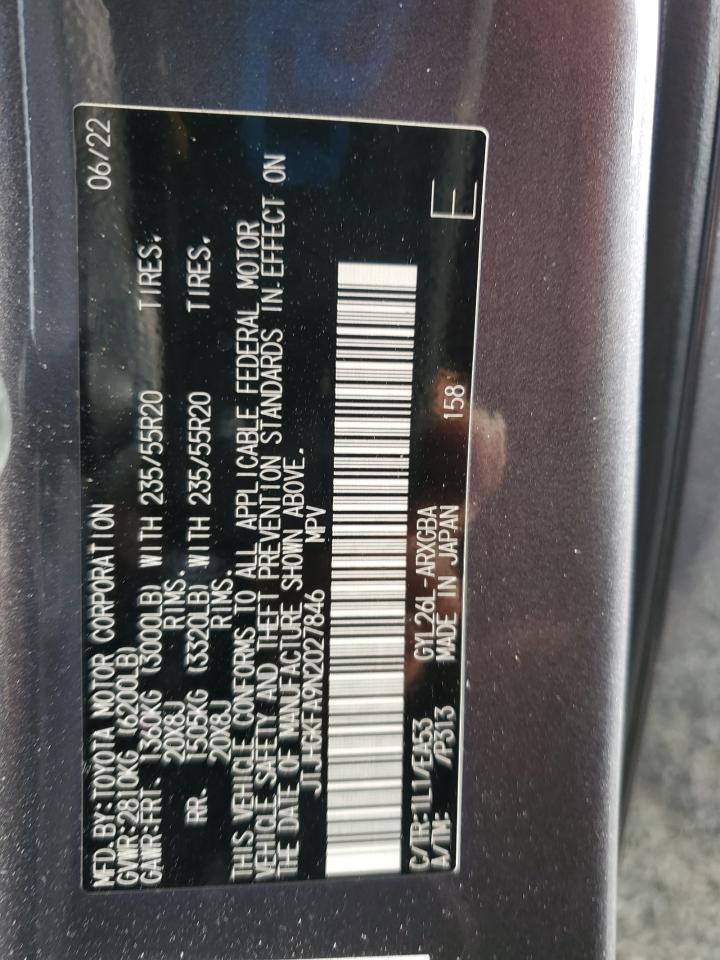 MFD.BY:TOYOTA MOTOR CORPORATION 06/22
GVWR:2810KG (6200LB)
GAWR:FRT. 1360KG (3000LB) WITH 235/55R20 TIRES.
20X8J RIMS.
RR. 1505KG (3320LB) WITH 235/55R20 TIRES.
20X8J RIMS.
THIS VEHICLE CONFORMS TO ALL APPLICABLE FEDERAL MOTOR
VEHICLE SAFETY AND THEFT PREVENTION STANDARDS IN EFFECT ON
THE DATE OF MANUFACTURE SHOWN ABOVE.
JTJHGKFA9N2027846 MPV
C/TR:1L1/EA53 GYL26L-ARXGBA
A/TM: /P313 MADE IN JAPAN 158 E